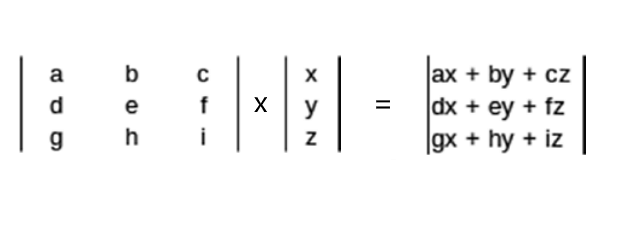 | a b c | | x | |ax + by + cz|
| d e f | x | y | = |dx + ey + fz|
| g h i | | z | |gx + hy + iz|